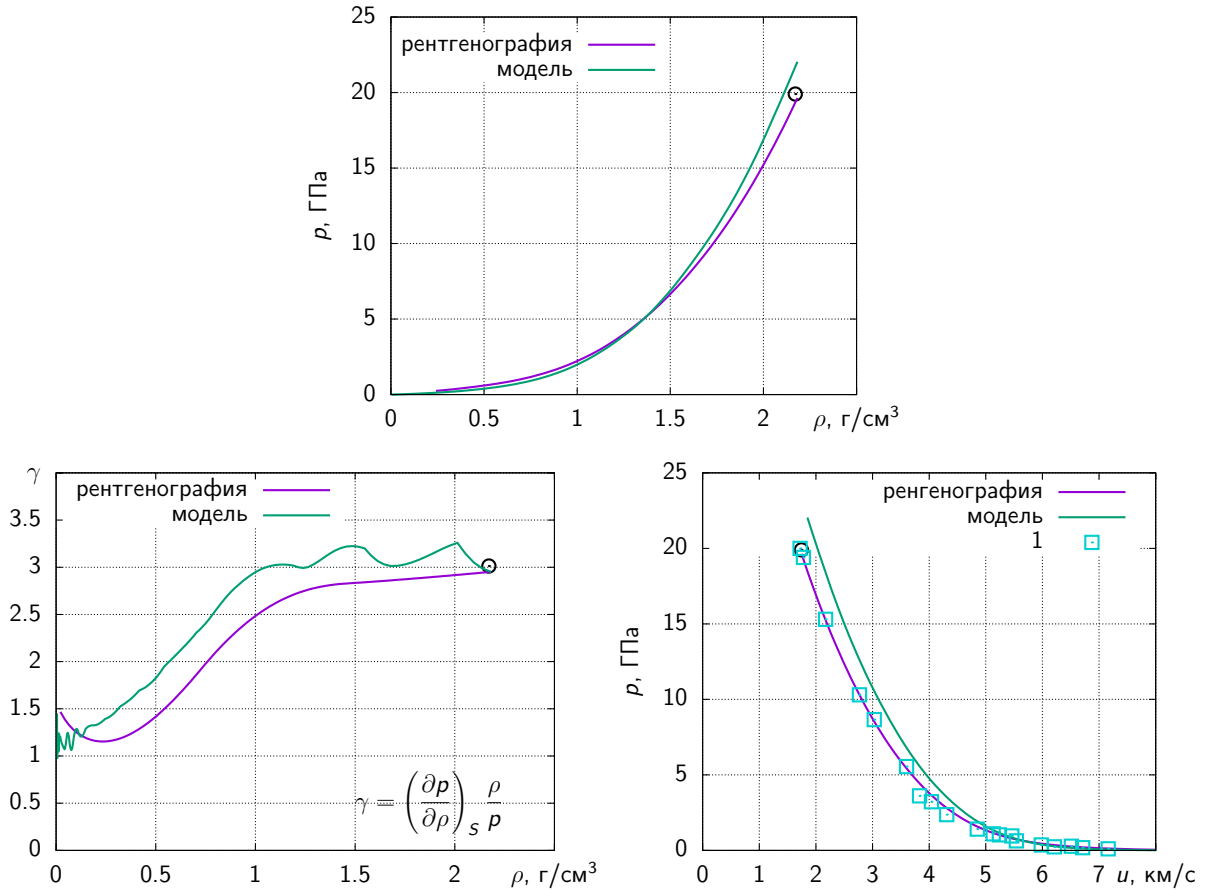 25
20
15
10
5
0
p, ГПа
рентгенография
модель
0 0.5 1 1.5 2
ρ, г/см³
γ
3.5
3
2.5
2
1.5
1
0.5
0
рентгенография
модель
γ = (∂p/∂ρ)_S ρ/p
0 0.5 1 1.5 2
ρ, г/см³
25
20
15
10
5
0
p, ГПа
ренгенография
модель
1
0 1 2 3 4 5 6 7
u, км/с